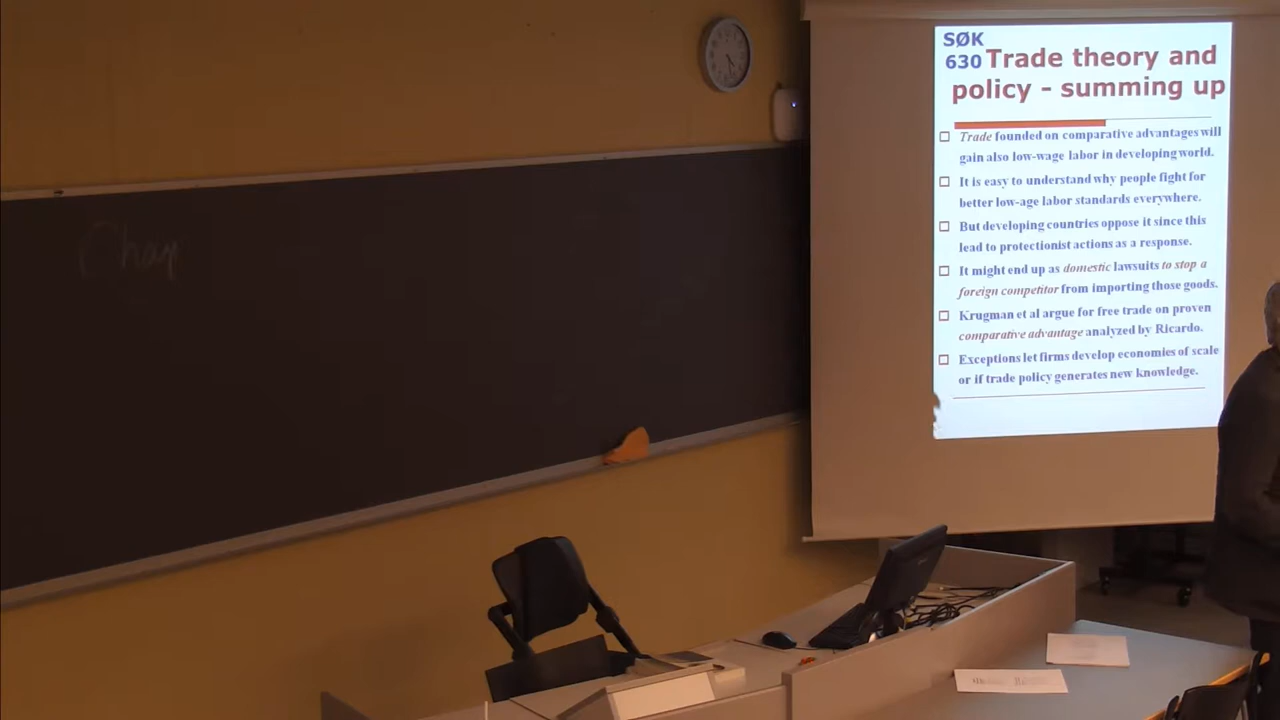 Chap
SØK
630 Trade theory and
policy - summing up
Trade founded on comparative advantages will
gain also low-wage labor in developing world.
It is easy to understand why people fight for
better low-age labor standards everywhere.
But developing countries oppose it since this
lead to protectionist actions as a response.
It might end up as domestic lawsuits to stop a
foreign competitor from importing those goods.
Krugman et al argue for free trade on proven
comparative advantage analyzed by Ricardo.
Exceptions let firms develop economies of scale
or if trade policy generates new knowledge.